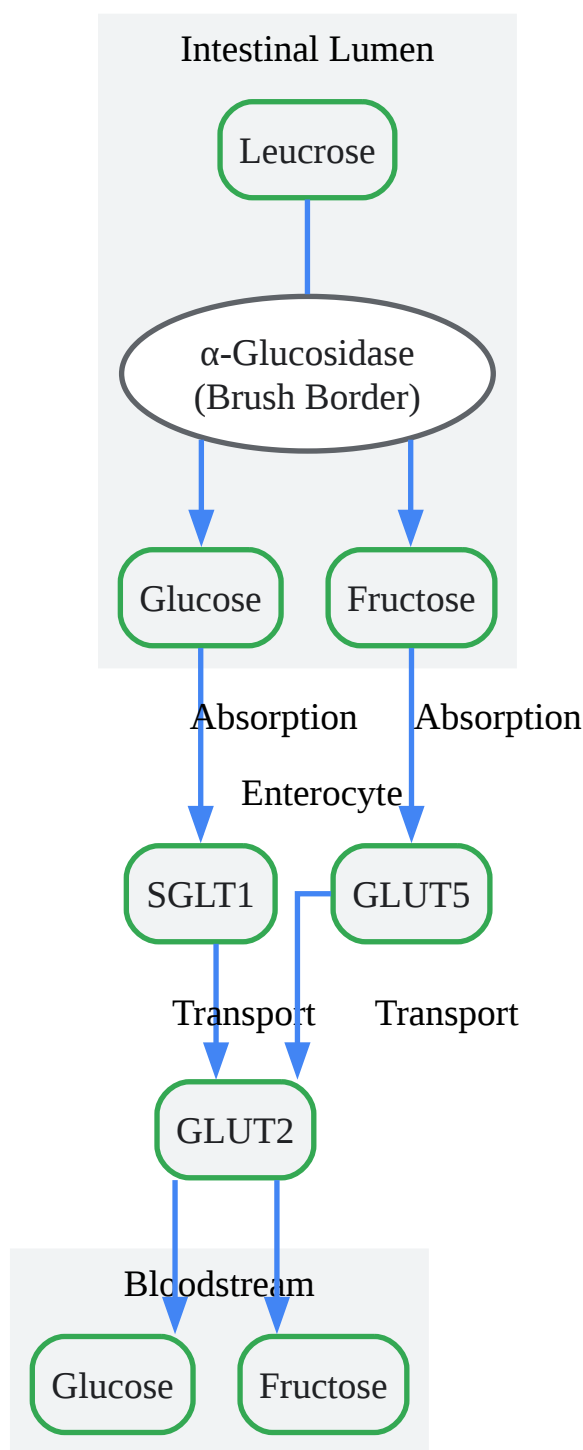 Intestinal Lumen
Leucrose
α-Glucosidase
(Brush Border)
Glucose
Fructose
Absorption
Absorption
Enterocyte
SGLT1
GLUT5
Transport
Transport
GLUT2
Bloodstream
Glucose
Fructose